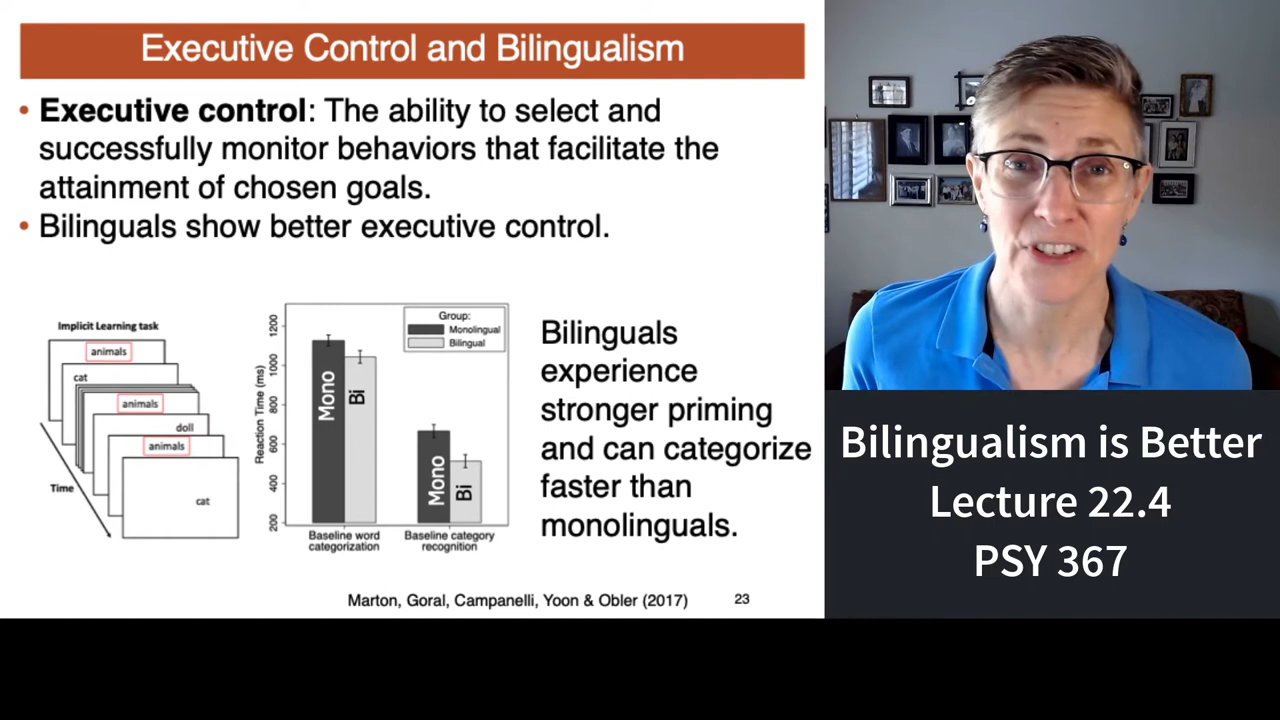 Executive Control and Bilingualism
• Executive control: The ability to select and
successfully monitor behaviors that facilitate the
attainment of chosen goals.
• Bilinguals show better executive control.
Implicit Learning task
animals
cat
animals
doll
animals
cat
Time
Reaction Time (ms)
1200
1000
800
600
400
200
Group:
Monolingual
Bilingual
Mono
Bi
Mono
Bi
Baseline word
categorization
Baseline category
recognition
Bilinguals
experience
stronger priming
and can categorize
faster than
monolinguals.
Marton, Goral, Campanelli, Yoon & Obler (2017)
23
Bilingualism is Better
Lecture 22.4
PSY 367